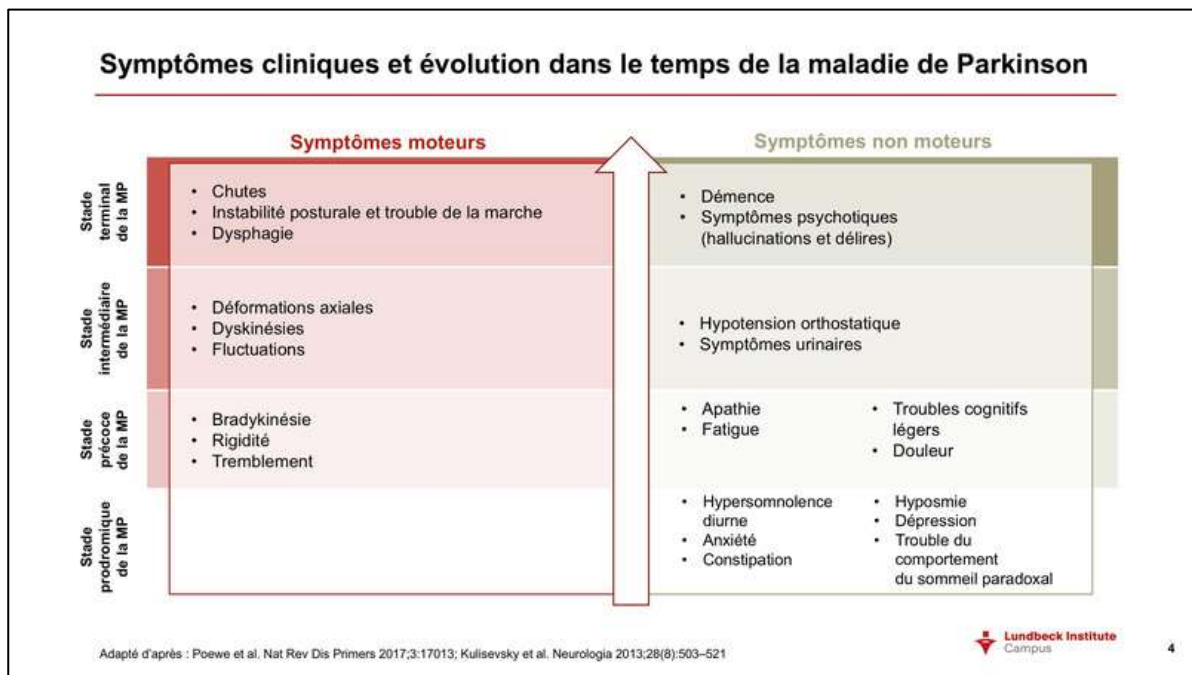 Symptômes cliniques et évolution dans le temps de la maladie de Parkinson
Symptômes moteurs
Symptômes non moteurs
Stade
terminal
de la MP
• Chutes
• Instabilité posturale et trouble de la marche
• Dysphagie
• Démence
• Symptômes psychotiques
(hallucinations et délires)
Stade
intermédiaire
de la MP
• Déformations axiales
• Dyskinésies
• Fluctuations
• Hypotension orthostatique
• Symptômes urinaires
Stade
précoce
de la MP
• Bradykinésie
• Rigidité
• Tremblement
• Apathie
• Fatigue
• Troubles cognitifs
légers
• Douleur
Stade
prodromique
de la MP
• Hypersomnolence
diurne
• Anxiété
• Constipation
• Hyposmie
• Dépression
• Trouble du
comportement
du sommeil paradoxal
Adapté d'après : Poewe et al. Nat Rev Dis Primers 2017;3:17013; Kulisevsky et al. Neurologia 2013;28(8):503–521
Lundbeck Institute
Campus
4